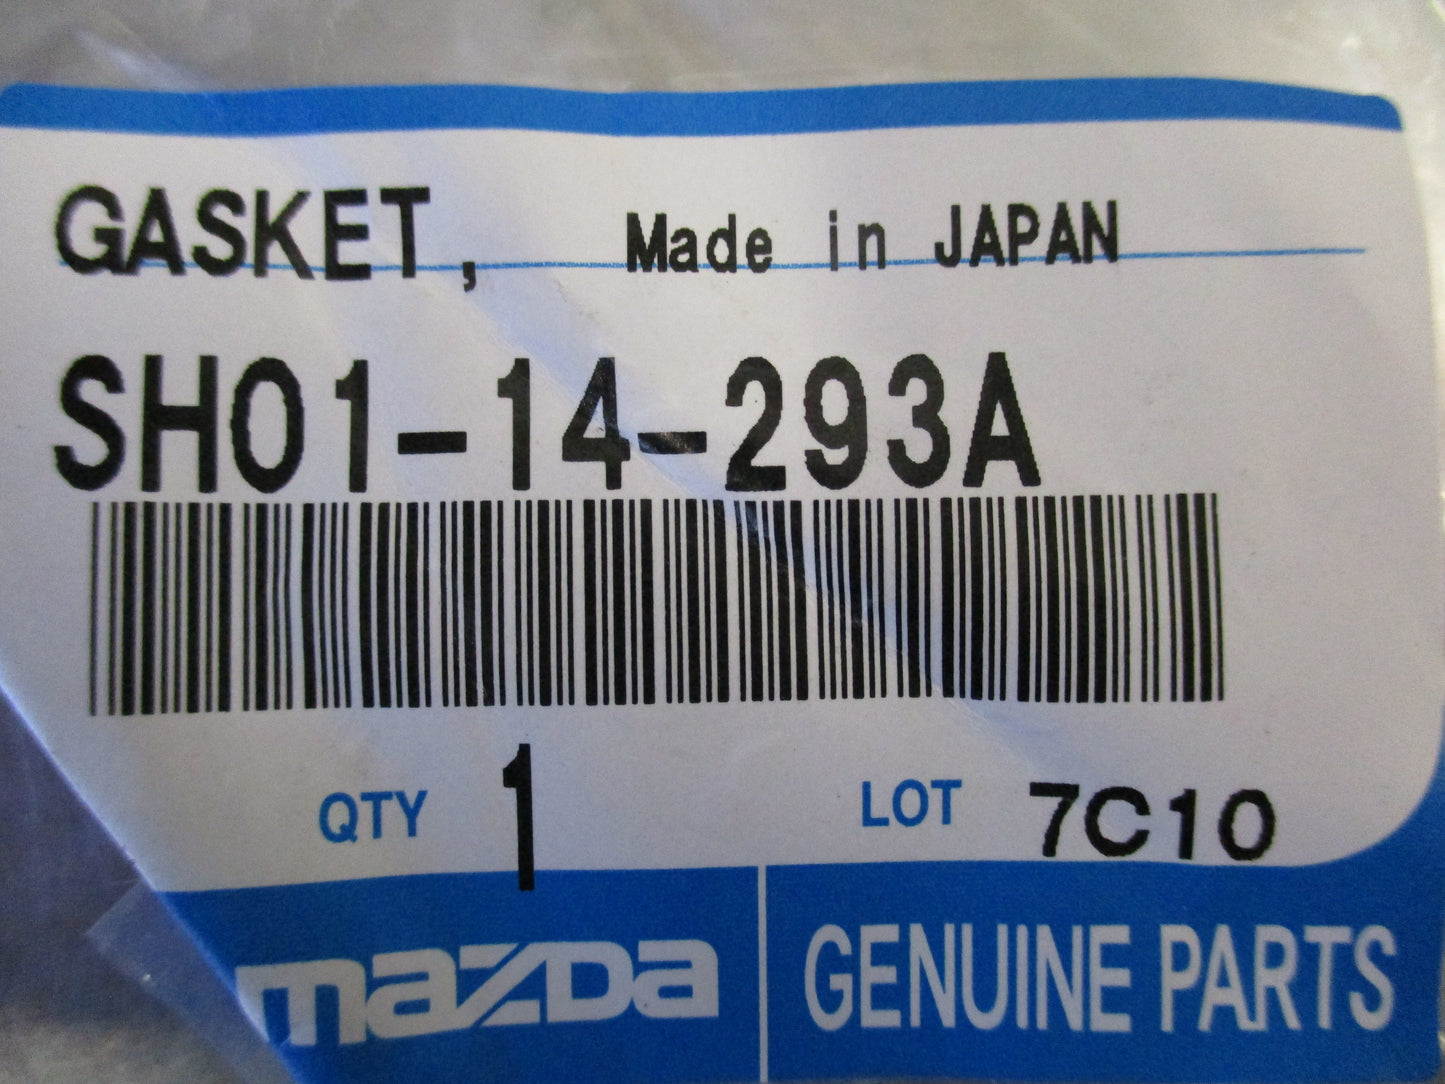 GASKET, Made in JAPAN
SH01-14-293A
QTY 1 LOT 7C10
mazda GENUINE PARTS